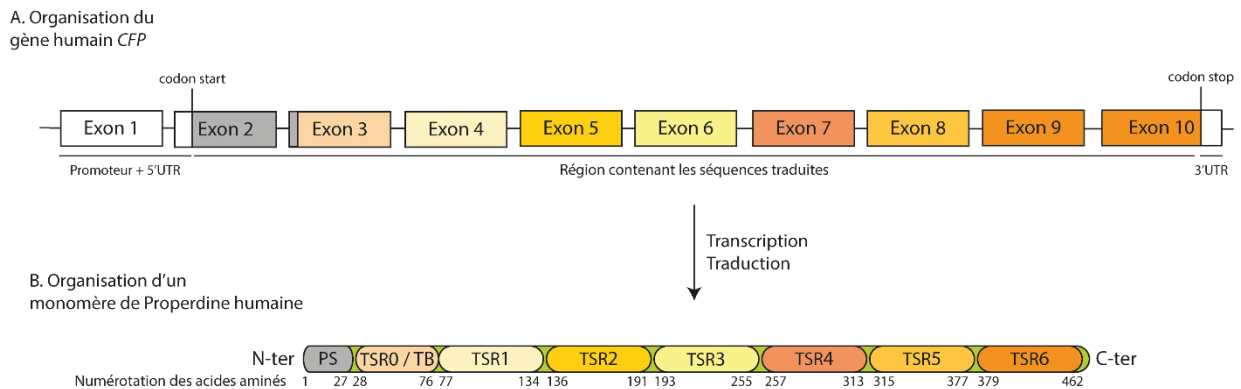 A. Organisation du
gène humain CFP
codon start
codon stop
Exon 1 Exon 2 Exon 3 Exon 4 Exon 5 Exon 6 Exon 7 Exon 8 Exon 9 Exon 10
Promoteur + 5'UTR Région contenant les séquences traduites 3'UTR
Transcription
Traduction
B. Organisation d'un
monomère de Properdine humaine
N-ter PS TSR0 / TB TSR1 TSR2 TSR3 TSR4 TSR5 TSR6 C-ter
Numérotation des acides aminés 1 27 28 76 77 134 136 191 193 255 257 313 315 377 379 462